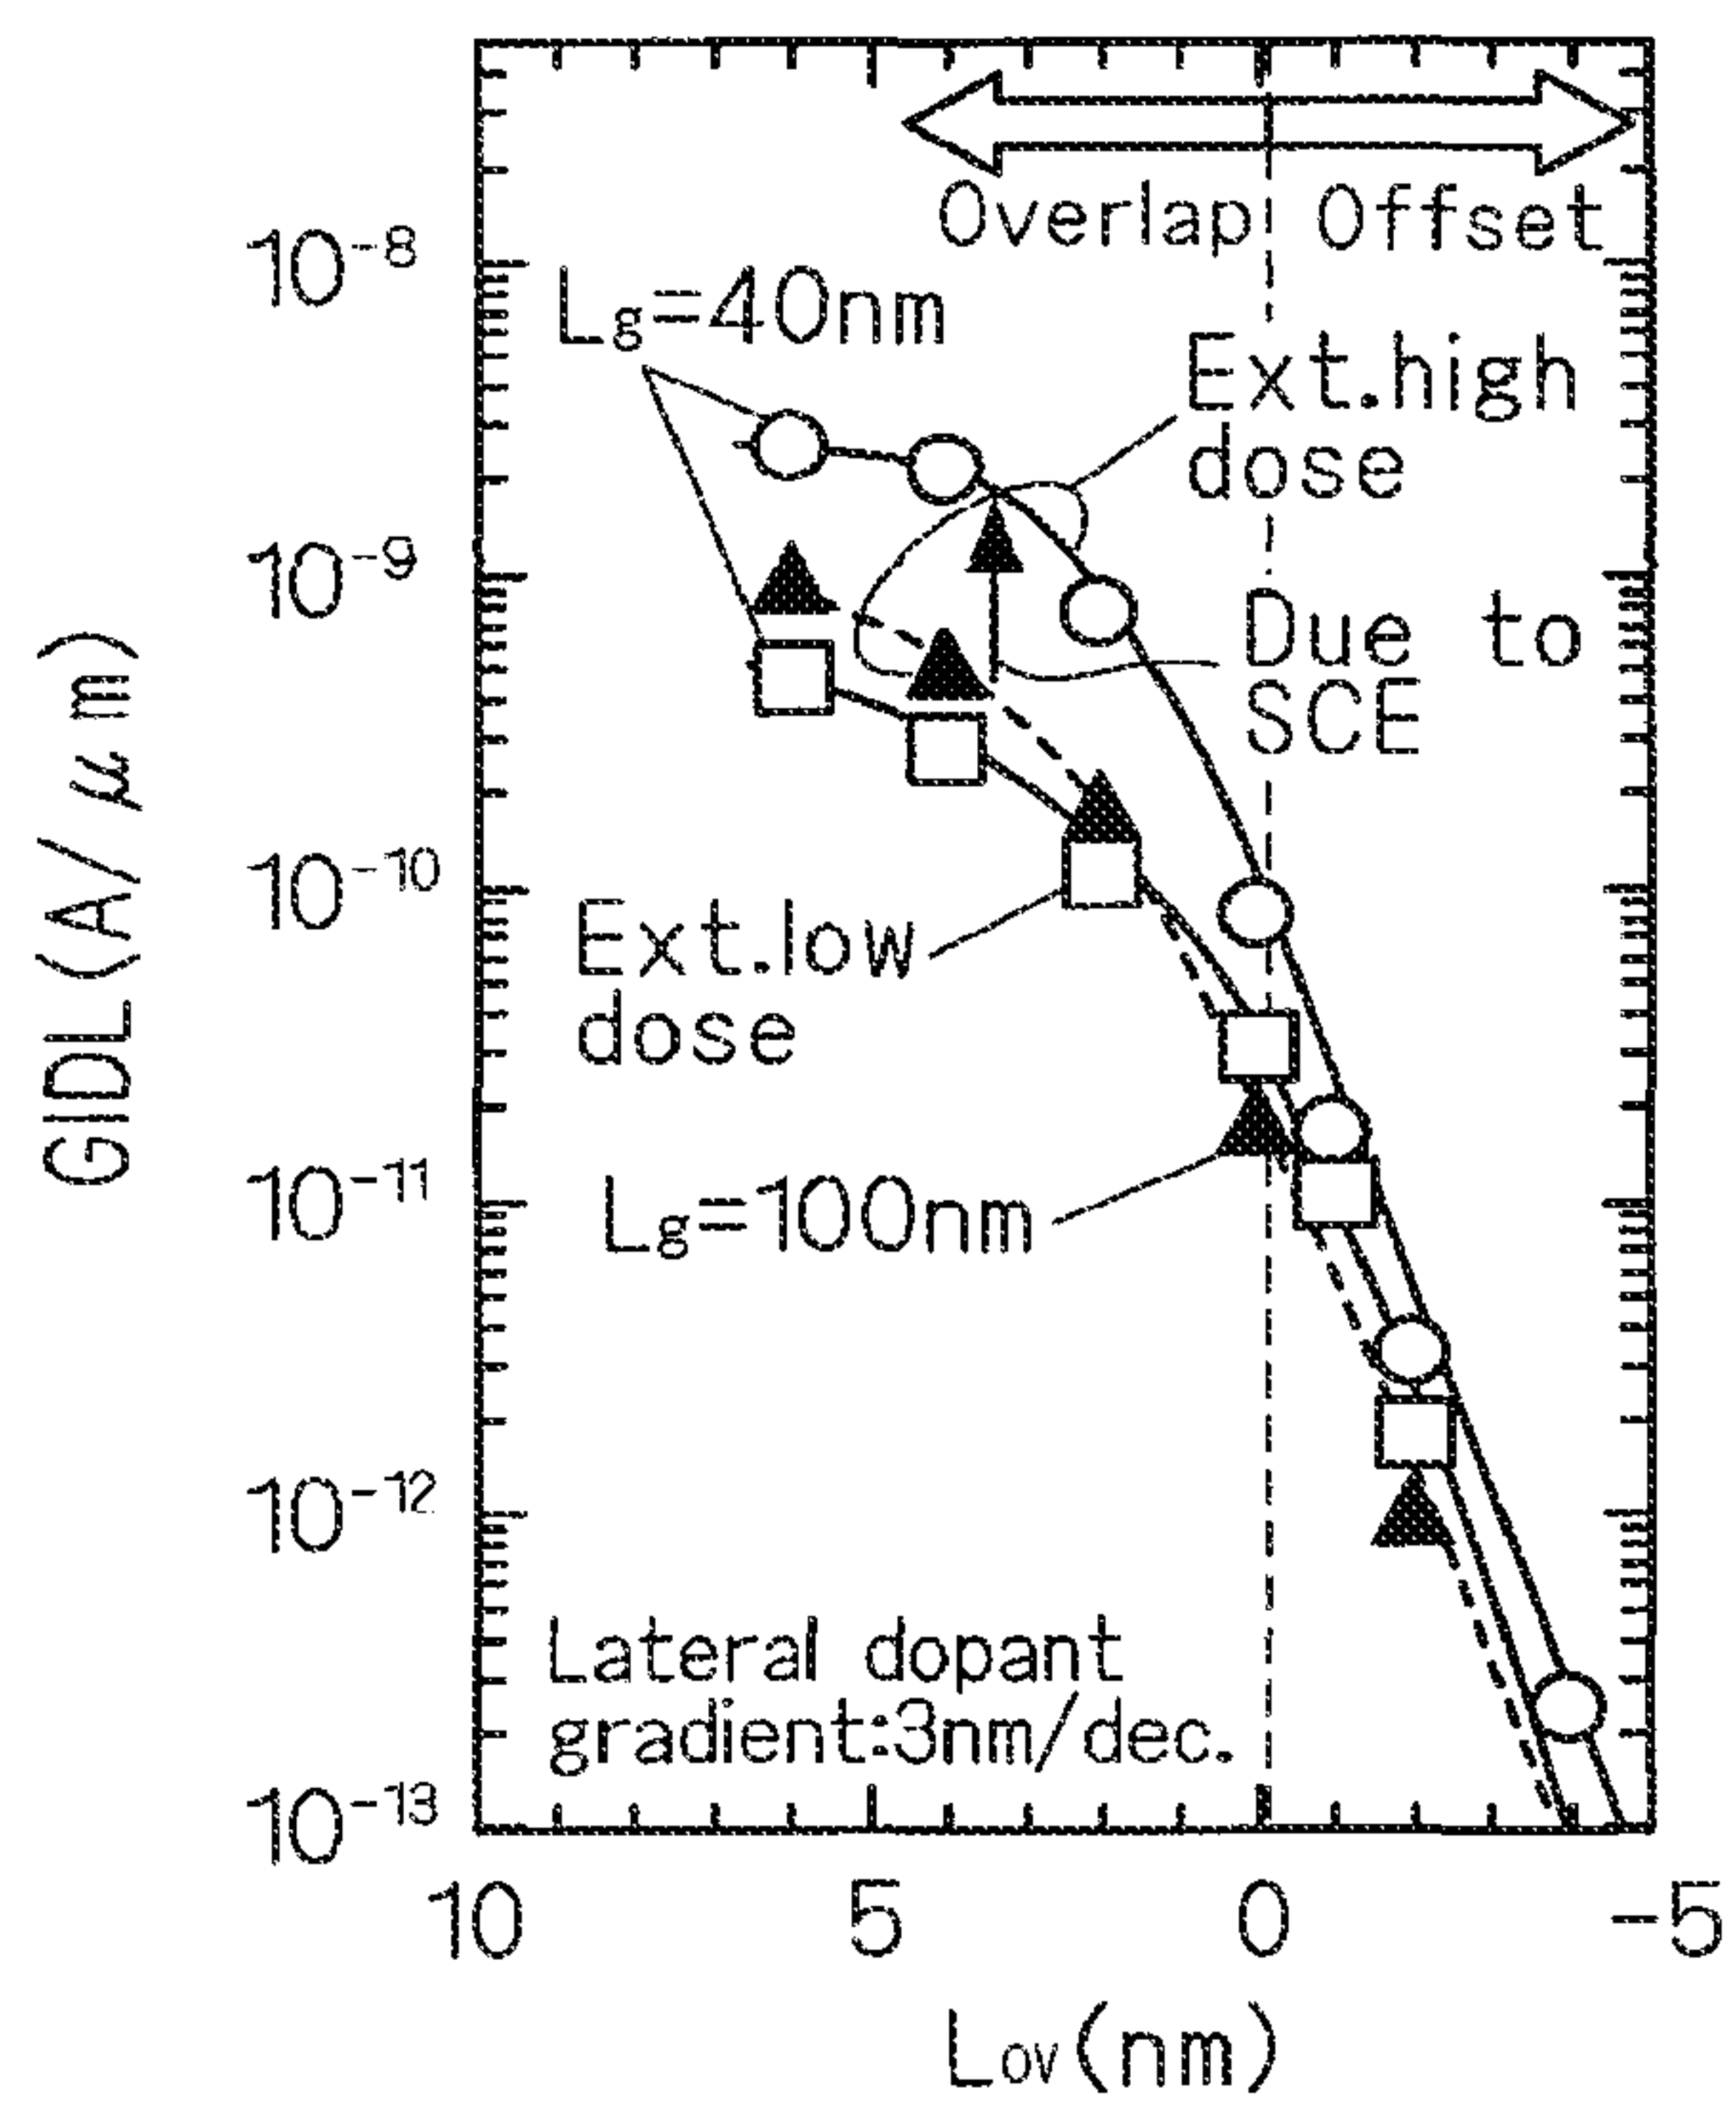 Overlap Offset
10-8
Lg=40nm
Ext.high
dose
10-9
Due to
SCE
GIDL(A/μm)
10-10
Ext.low
dose
10-11
Lg=100nm
10-12
Lateral dopant
gradient:3nm/dec.
10-13
10 5 0 -5
Lov(nm)